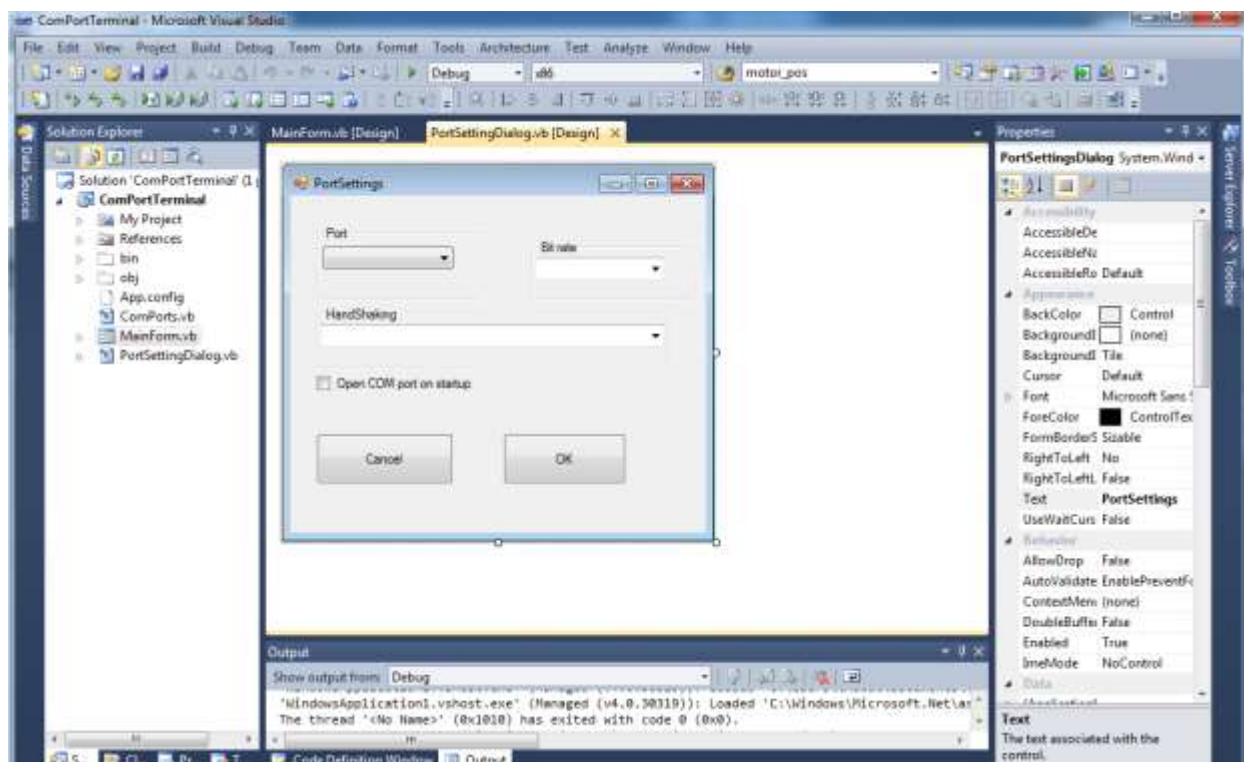 ComPortTerminal - Microsoft Visual Studio
File Edit View Project Build Debug Team Data Format Tools Architecture Test Analyze Window Help
Debug x86 motor_pos
Data Sources
Solution Explorer
Solution 'ComPortTerminal' (1
ComPortTerminal
My Project
References
bin
obj
App.config
ComPorts.vb
MainForm.vb
PortSettingDialog.vb
MainForm.vb [Design] PortSettingDialog.vb [Design]
PortSettings
Port
Bit rate
HandShaking
Open COM port on startup
Cancel OK
Output
Show output from: Debug
'WindowsApplication1.vshost.exe' (Managed (v4.0.30319)): Loaded 'C:\Windows\Microsoft.Net\as
The thread '<No Name>' (0x1010) has exited with code 0 (0x0).
Code Definition Window Output
Properties
PortSettingsDialog System.Wind
Accessibility
AccessibleDe
AccessibleNa
AccessibleRo Default
Appearance
BackColor Control
BackgroundI (none)
BackgroundI Tile
Cursor Default
Font Microsoft Sans S
ForeColor ControlTex
FormBorderS Sizable
RightToLeft No
RightToLeftL False
Text PortSettings
UseWaitCurs False
Behavior
AllowDrop False
AutoValidate EnablePreventFo
ContextMenu (none)
DoubleBuffer False
Enabled True
ImeMode NoControl
Data
Text
The text associated with the
control.
Server Explorer
Toolbox